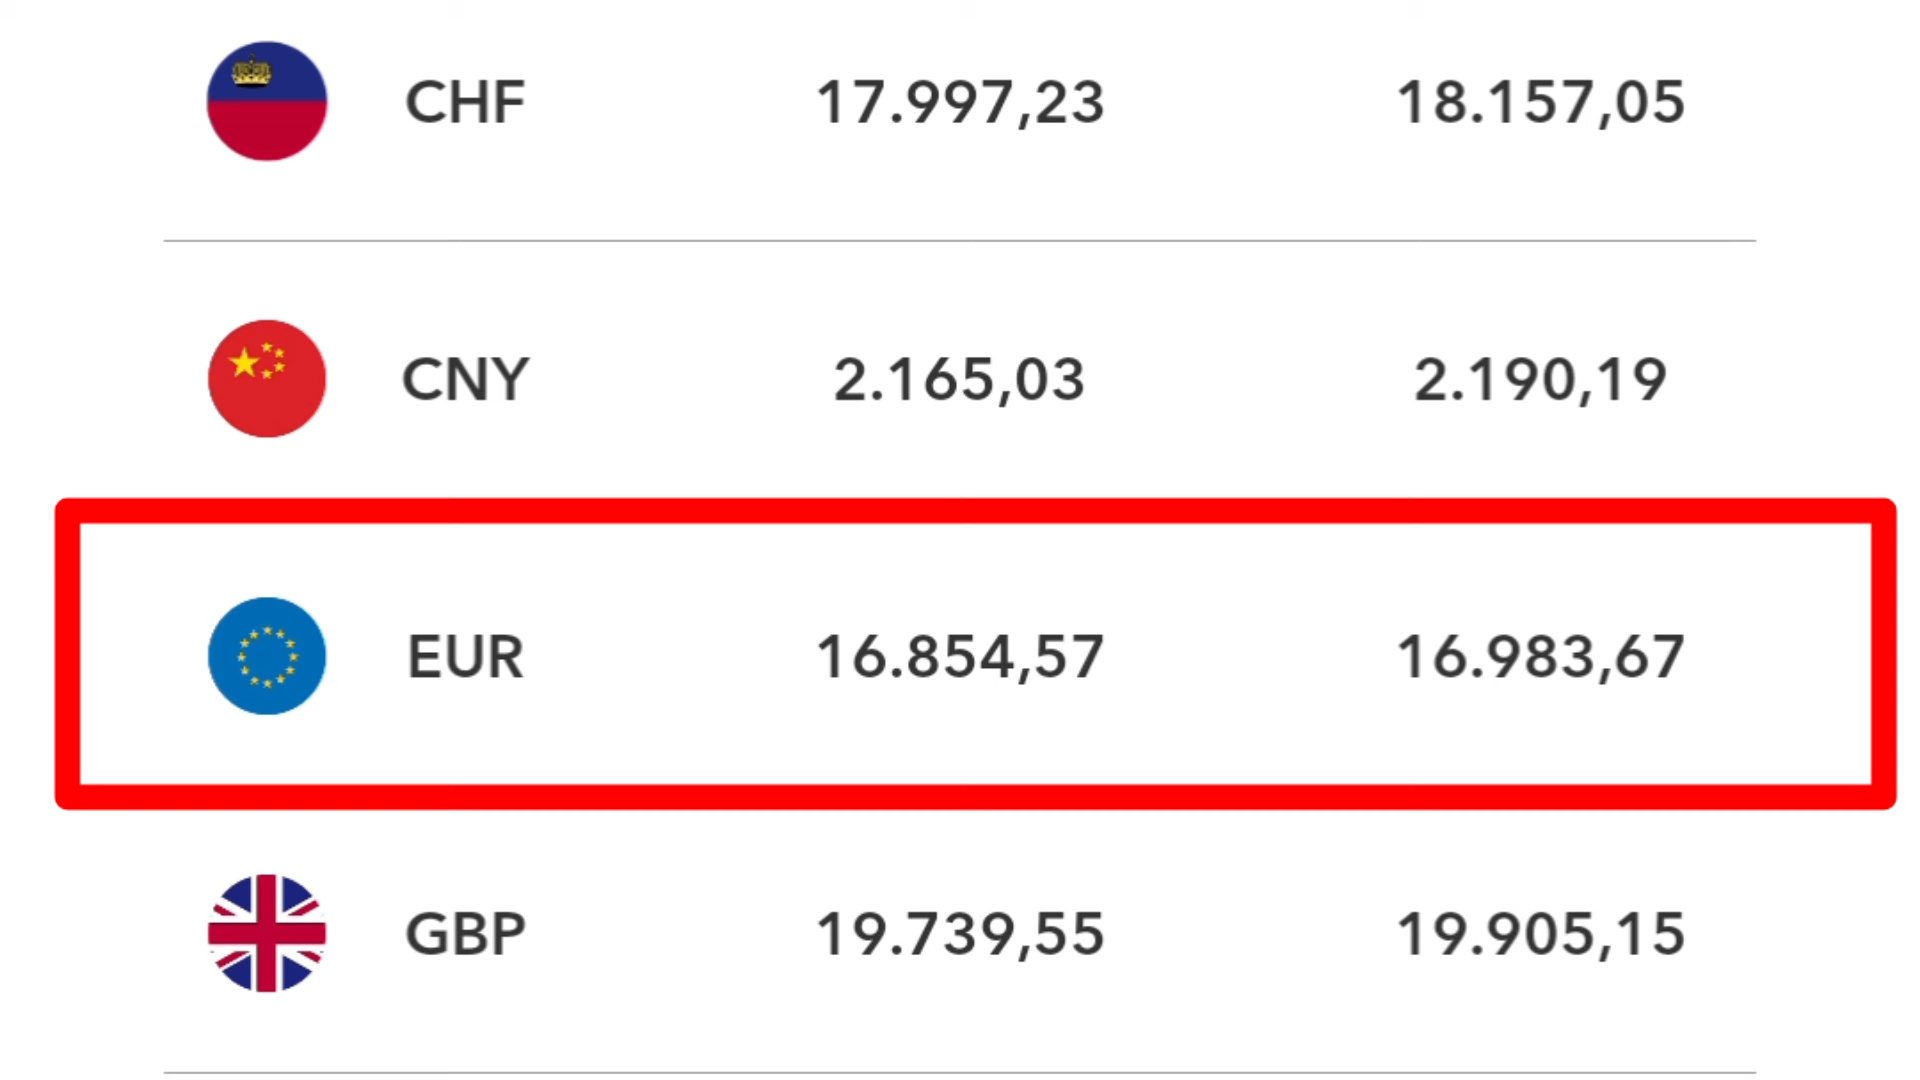 CHF 17.997,23 18.157,05
CNY 2.165,03 2.190,19
EUR 16.854,57 16.983,67
GBP 19.739,55 19.905,15